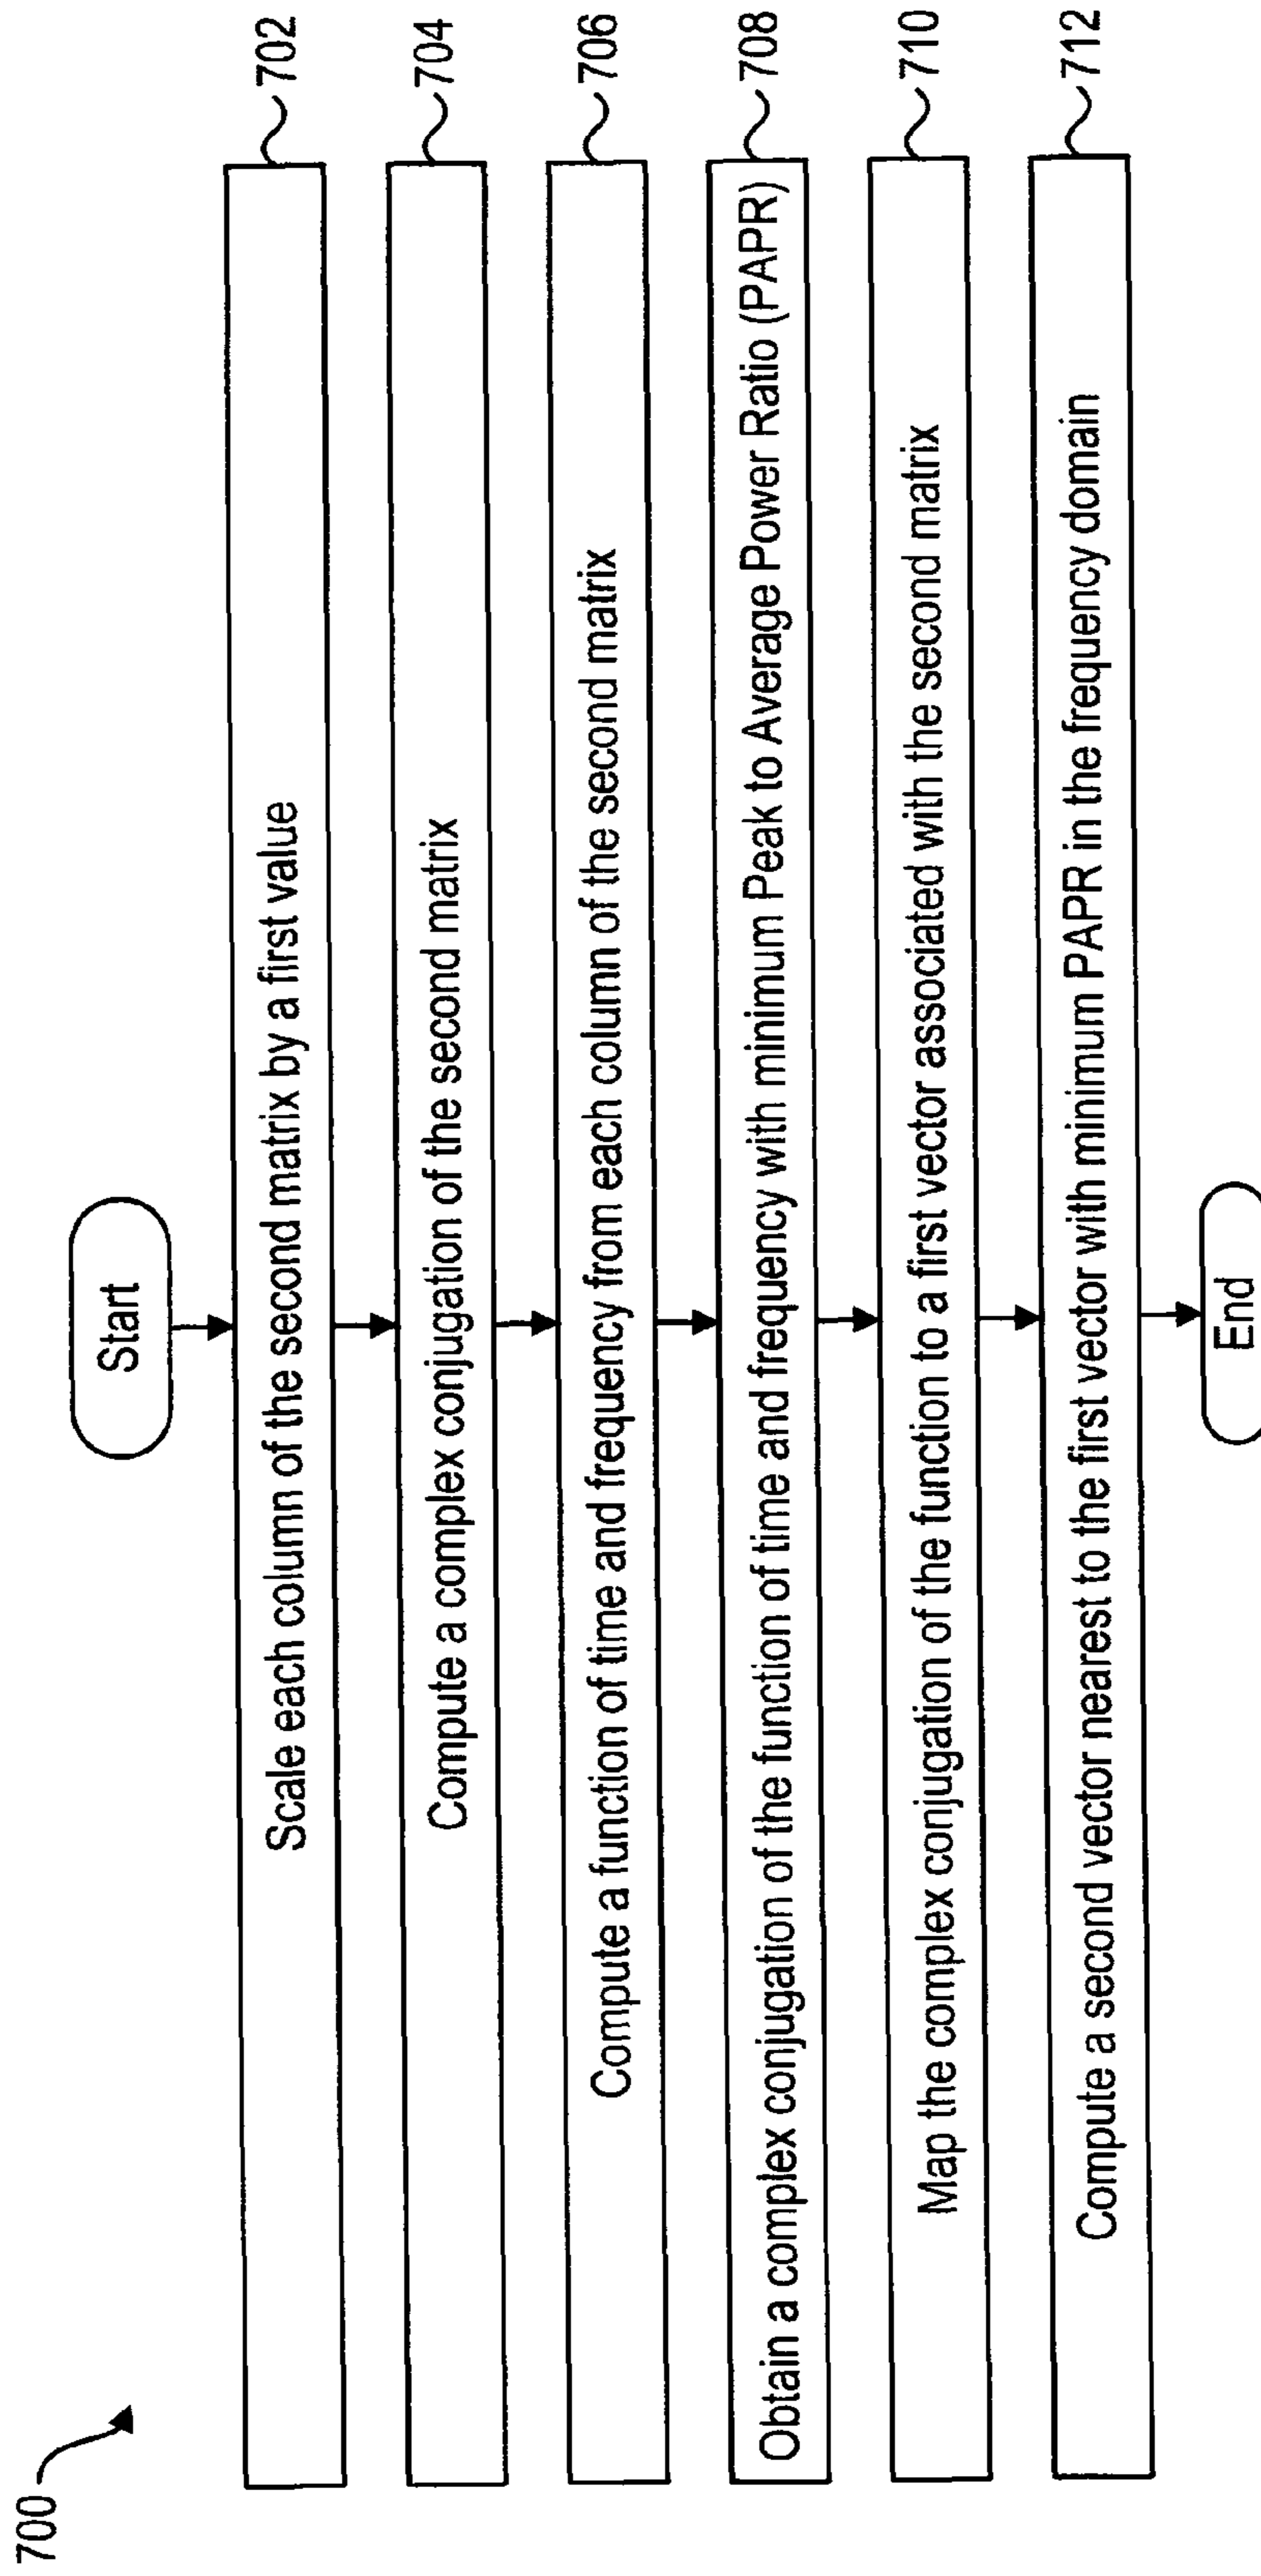 700
Start
Scale each column of the second matrix by a first value
702
Compute a complex conjugation of the second matrix
704
Compute a function of time and frequency from each column of the second matrix
706
Obtain a complex conjugation of the function of time and frequency with minimum Peak to Average Power Ratio (PAPR)
708
Map the complex conjugation of the function to a first vector associated with the second matrix
710
Compute a second vector nearest to the first vector with minimum PAPR in the frequency domain
712
End